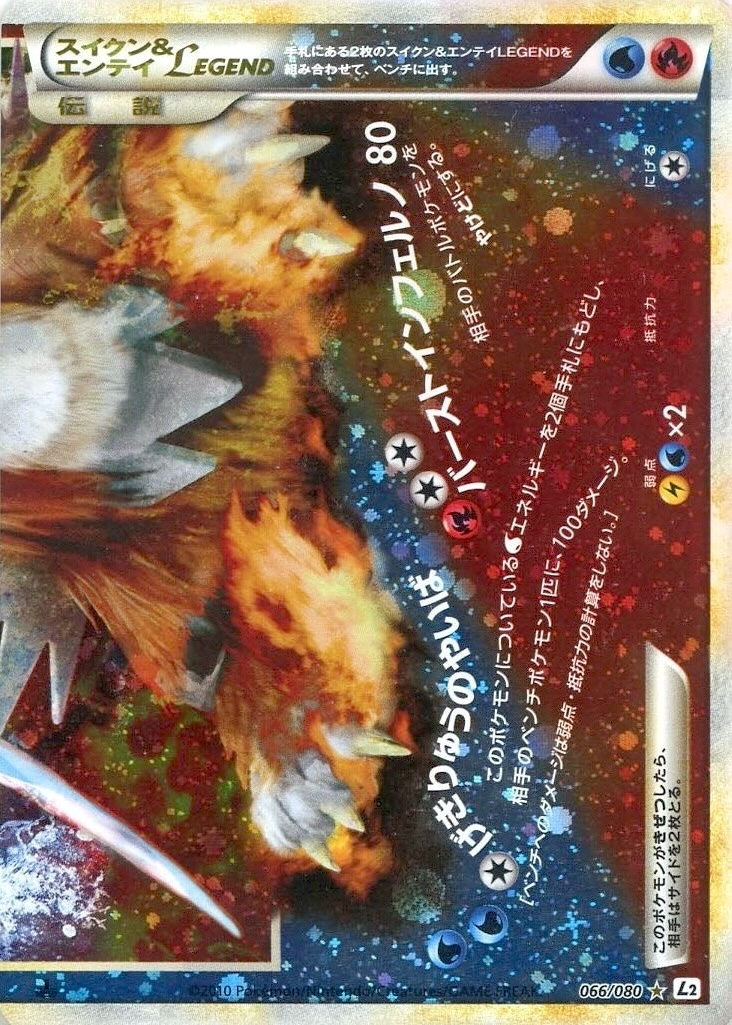 スイクン&
エンテイ LEGEND
手札にある2枚のスイクン&エンテイLEGENDを
組み合わせて、ベンチに出す。
伝説
バーストインフェルノ 80
相手のバトルポケモンを
やけどにする。
げきりゅうのやいば
このポケモンについているエネルギーを2個手札にもどし、
相手のベンチポケモン1匹に、100ダメージ。
[ベンチへのダメージは弱点・抵抗力の計算をしない。]
弱点
×2
抵抗力
にげる
このポケモンがきぜつしたら、
相手はサイドを2枚とる。
©2010 Pokémon/Nintendo/Creatures/GAME FREAK.
066/080 ★ L2